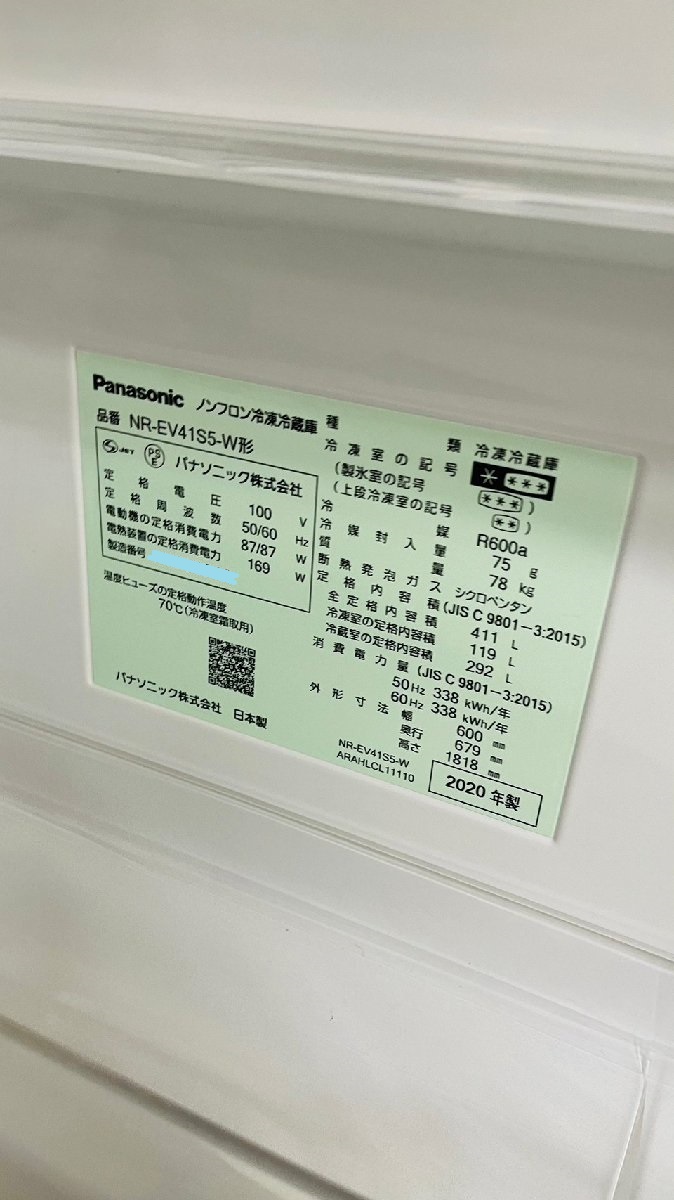 Panasonic ノンフロン冷凍冷蔵庫
品番 NR-EV41S5-W形
JET
PSE
パナソニック株式会社
定格電圧 100 V
定格周波数 50/60 Hz
電動機の定格消費電力 87/87 W
電熱装置の定格消費電力 169 W
製造番号
温度ヒューズの定格動作温度
70℃(冷凍室霜取用)
パナソニック株式会社 日本製
種類 冷凍冷蔵庫
冷凍室の記号 * ***
(製氷室の記号 *** )
(上段冷凍室の記号 ** )
冷媒 R600a
冷媒封入量 75 g
質量 78 kg
断熱発泡ガス シクロペンタン
定格内容積 (JIS C 9801-3:2015)
全定格内容積 411 L
冷凍室の定格内容積 119 L
冷蔵室の定格内容積 292 L
消費電力量 (JIS C 9801-3:2015)
50Hz 338 kWh/年
60Hz 338 kWh/年
外形寸法 幅 600 mm
奥行 679 mm
高さ 1818 mm
NR-EV41S5-W
ARAHLCL11110
2020年製